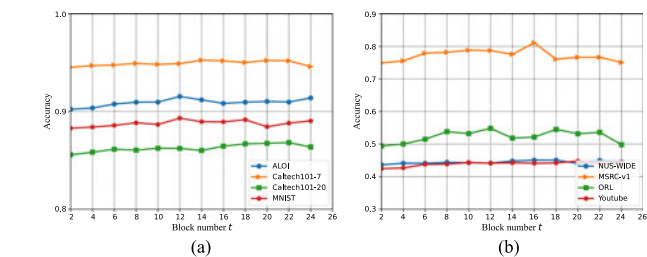 1.0
0.9
0.8
Accuracy
2 4 6 8 10 12 14 16 18 20 22 24 26
Block number t
ALOI
Caltech101-7
Caltech101-20
MNIST
(a)
0.9
0.8
0.7
0.6
0.5
0.4
0.3
Accuracy
2 4 6 8 10 12 14 16 18 20 22 24 26
Block number t
NUS-WIDE
MSRC-v1
ORL
Youtube
(b)